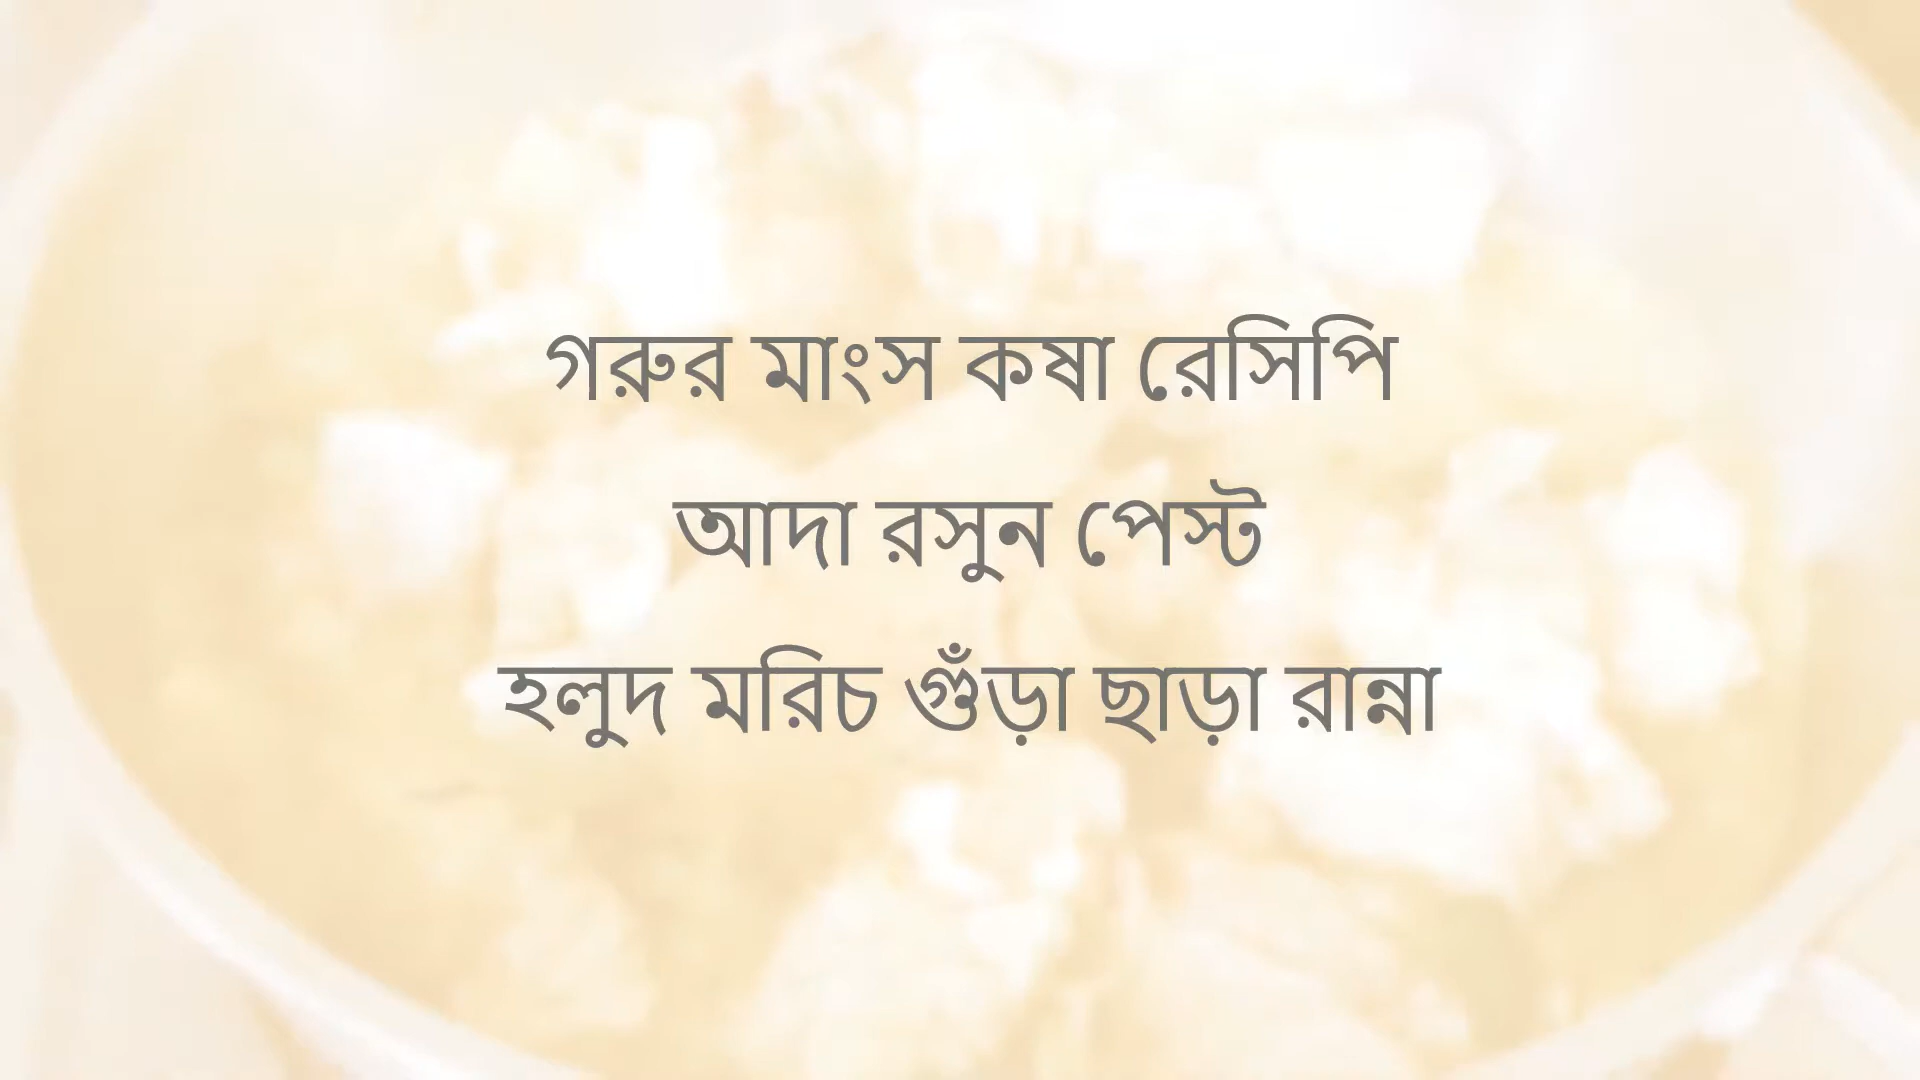 গরুর মাংস কষা রেসিপি
আদা রসুন পেস্ট
হলুদ মরিচ গুঁড়া ছাড়া রান্না